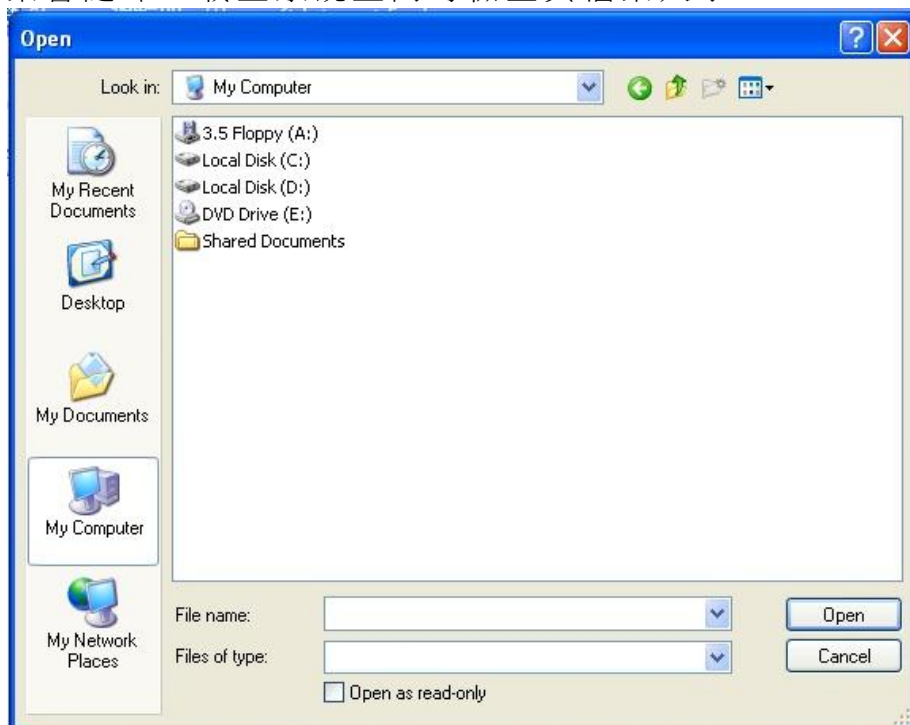 Open
Look in:
My Computer
3.5 Floppy (A:)
Local Disk (C:)
Local Disk (D:)
DVD Drive (E:)
Shared Documents
My Recent
Documents
Desktop
My Documents
My Computer
My Network
Places
File name:
Open
Files of type:
Cancel
Open as read-only